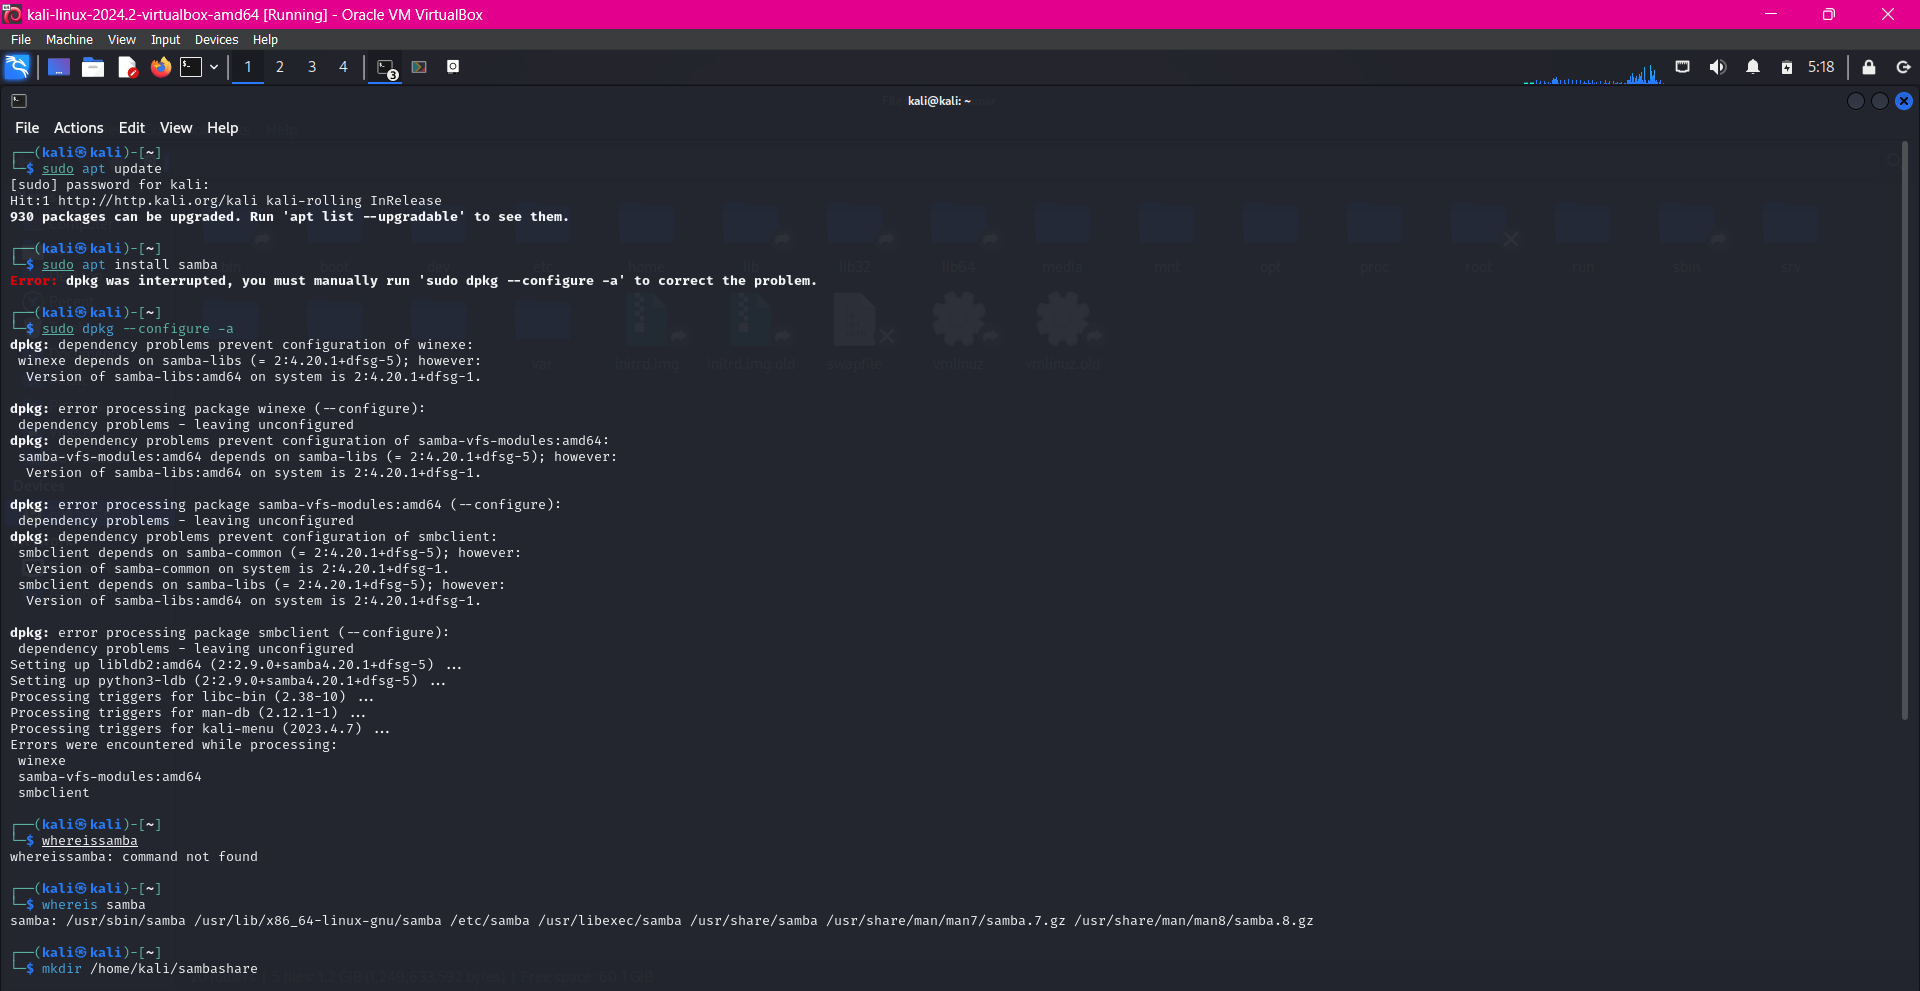 kali-linux-2024.2-virtualbox-amd64 [Running] - Oracle VM VirtualBox
File Machine View Input Devices Help
1 2 3 4 3 5:18
kali@kali: ~
File Actions Edit View Help
┌──(kali㉿kali)-[~]
└─$ sudo apt update
[sudo] password for kali:
Hit:1 http://http.kali.org/kali kali-rolling InRelease
930 packages can be upgraded. Run 'apt list --upgradable' to see them.
┌──(kali㉿kali)-[~]
└─$ sudo apt install samba
Error: dpkg was interrupted, you must manually run 'sudo dpkg --configure -a' to correct the problem.
┌──(kali㉿kali)-[~]
└─$ sudo dpkg --configure -a
dpkg: dependency problems prevent configuration of winexe:
winexe depends on samba-libs (= 2:4.20.1+dfsg-5); however:
Version of samba-libs:amd64 on system is 2:4.20.1+dfsg-1.
dpkg: error processing package winexe (--configure):
dependency problems - leaving unconfigured
dpkg: dependency problems prevent configuration of samba-vfs-modules:amd64:
samba-vfs-modules:amd64 depends on samba-libs (= 2:4.20.1+dfsg-5); however:
Version of samba-libs:amd64 on system is 2:4.20.1+dfsg-1.
dpkg: error processing package samba-vfs-modules:amd64 (--configure):
dependency problems - leaving unconfigured
dpkg: dependency problems prevent configuration of smbclient:
smbclient depends on samba-common (= 2:4.20.1+dfsg-5); however:
Version of samba-common on system is 2:4.20.1+dfsg-1.
smbclient depends on samba-libs (= 2:4.20.1+dfsg-5); however:
Version of samba-libs:amd64 on system is 2:4.20.1+dfsg-1.
dpkg: error processing package smbclient (--configure):
dependency problems - leaving unconfigured
Setting up libldb2:amd64 (2:2.9.0+samba4.20.1+dfsg-5) ...
Setting up python3-ldb (2:2.9.0+samba4.20.1+dfsg-5) ...
Processing triggers for libc-bin (2.38-10) ...
Processing triggers for man-db (2.12.1-1) ...
Processing triggers for kali-menu (2023.4.7) ...
Errors were encountered while processing:
winexe
samba-vfs-modules:amd64
smbclient
┌──(kali㉿kali)-[~]
└─$ whereissamba
whereissamba: command not found
┌──(kali㉿kali)-[~]
└─$ whereis samba
samba: /usr/sbin/samba /usr/lib/x86_64-linux-gnu/samba /etc/samba /usr/libexec/samba /usr/share/samba /usr/share/man/man7/samba.7.gz /usr/share/man/man8/samba.8.gz
┌──(kali㉿kali)-[~]
└─$ mkdir /home/kali/sambashare